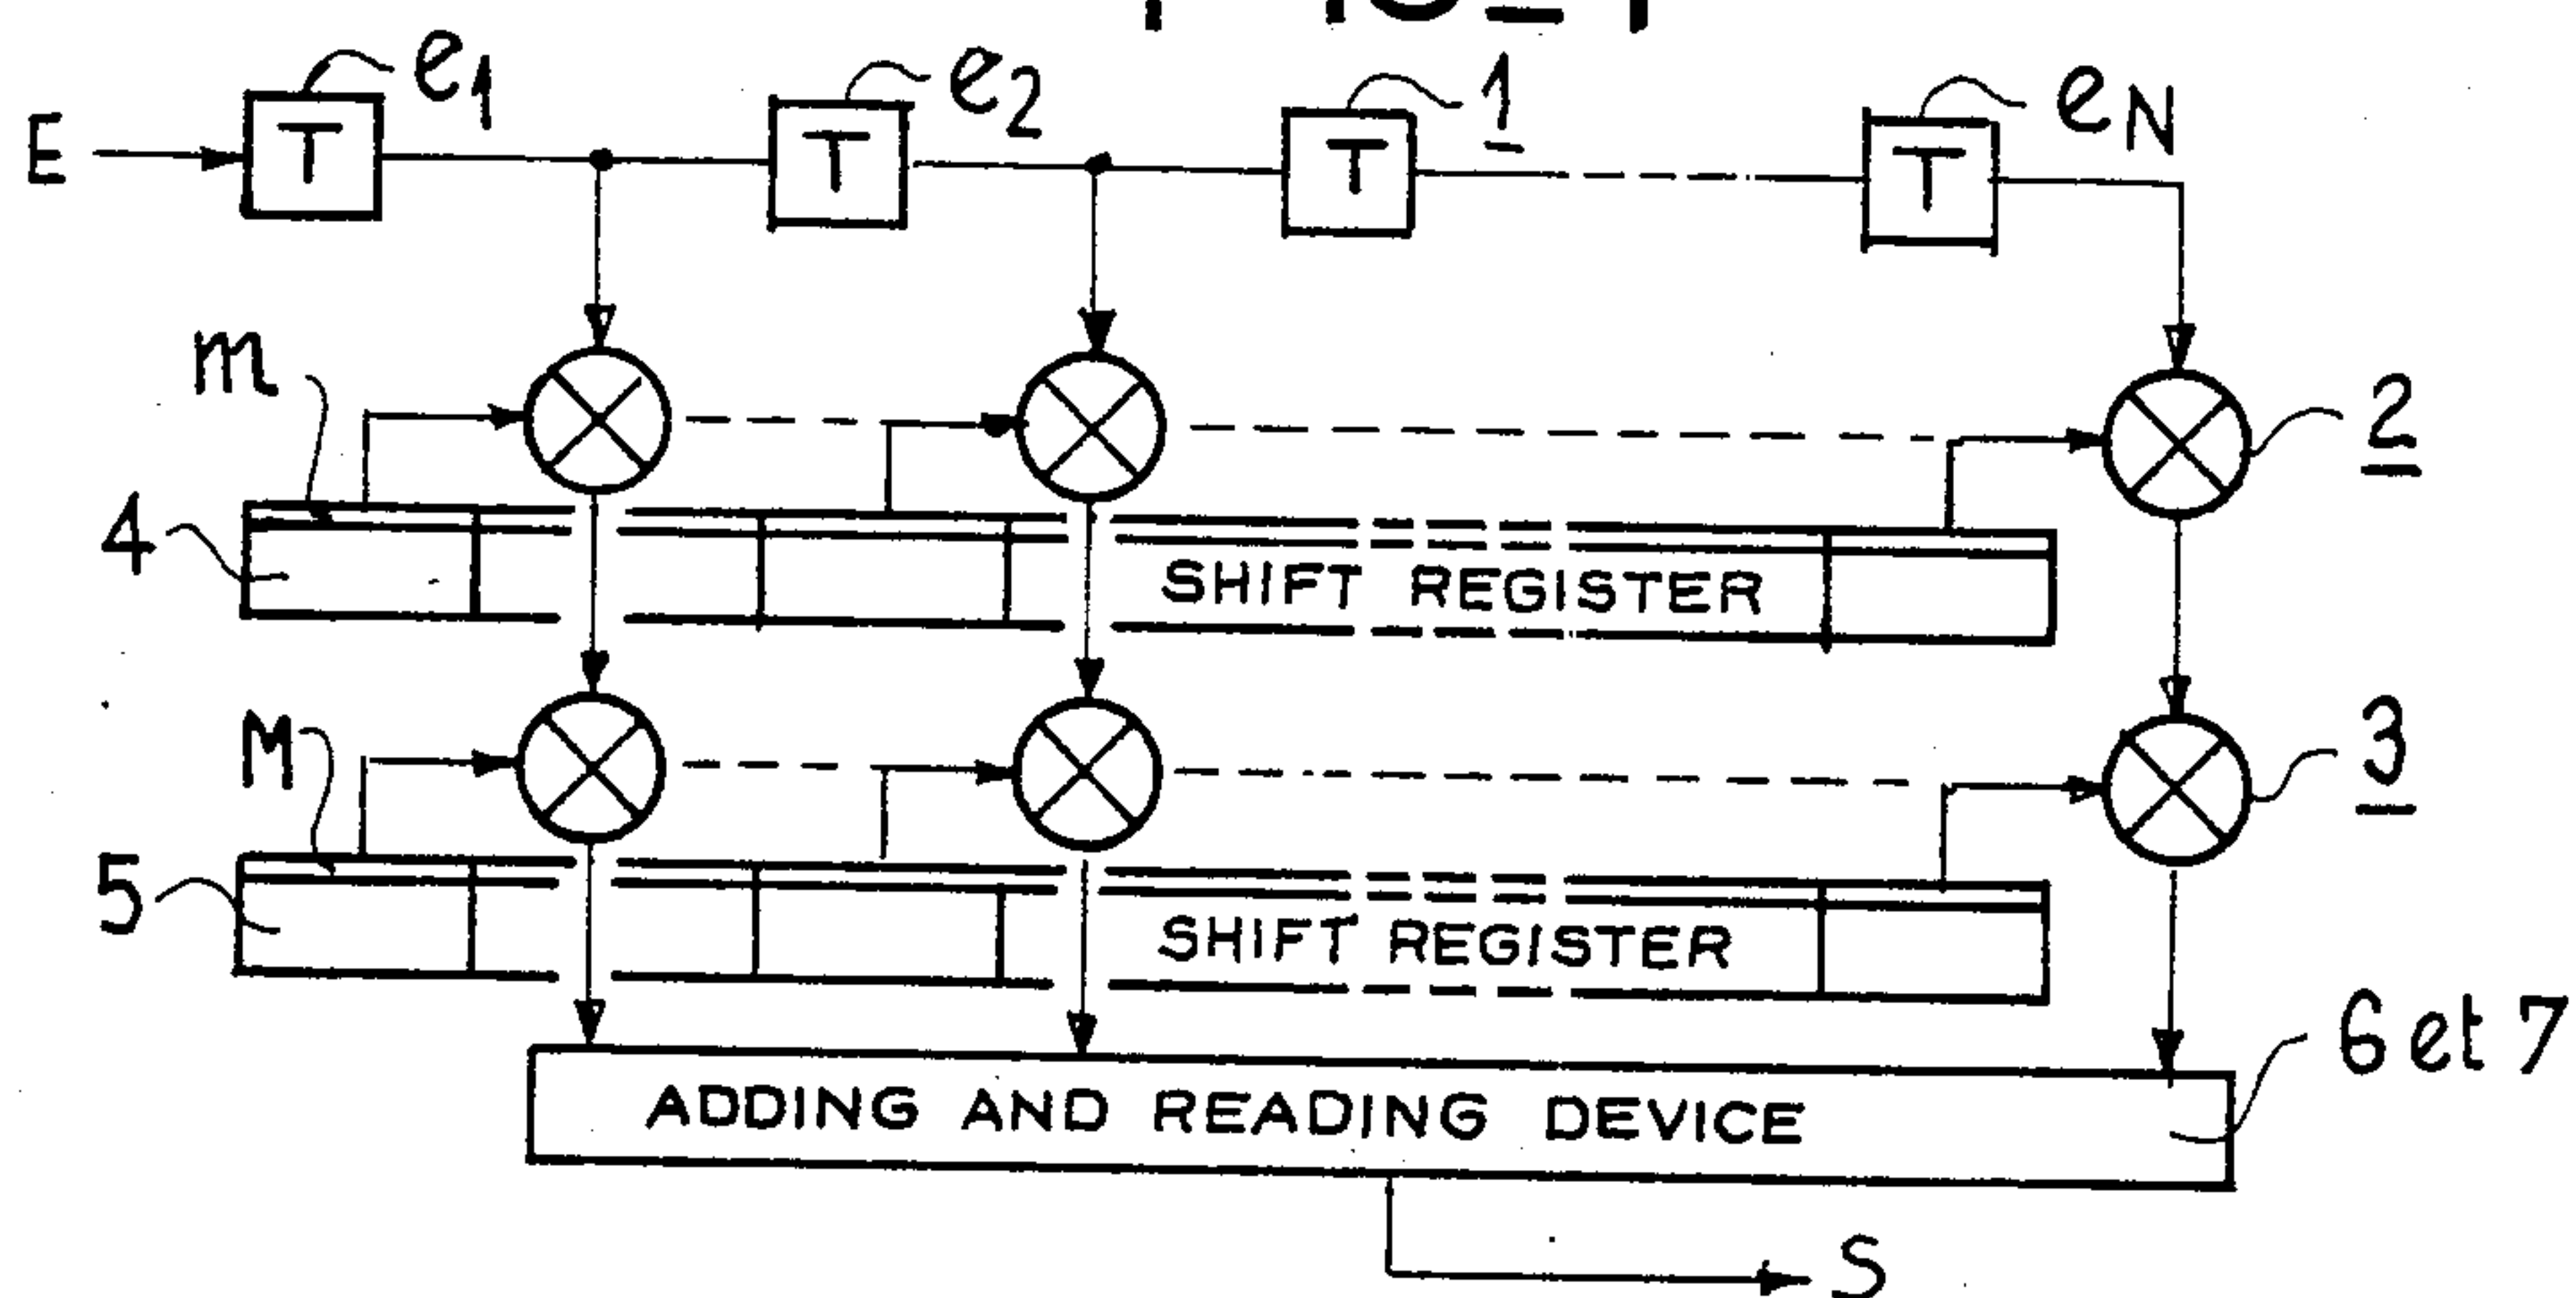 E
T
e1
T
e2
T
1
T
eN
m
2
4
SHIFT REGISTER
M
3
5
SHIFT REGISTER
6 et 7
ADDING AND READING DEVICE
S